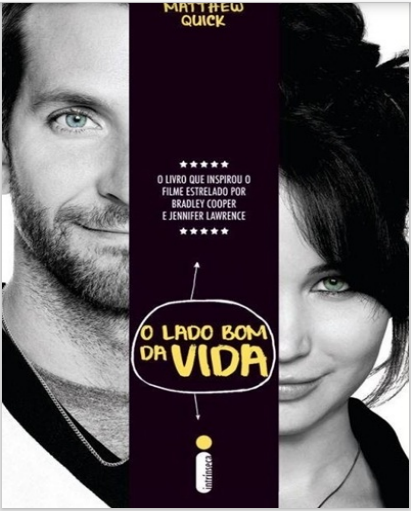 MATTHEW
QUICK
O LIVRO QUE INSPIROU O
FILME ESTRELADO POR
BRADLEY COOPER
E JENNIFER LAWRENCE
O LADO BOM
DA VIDA
intrínseca